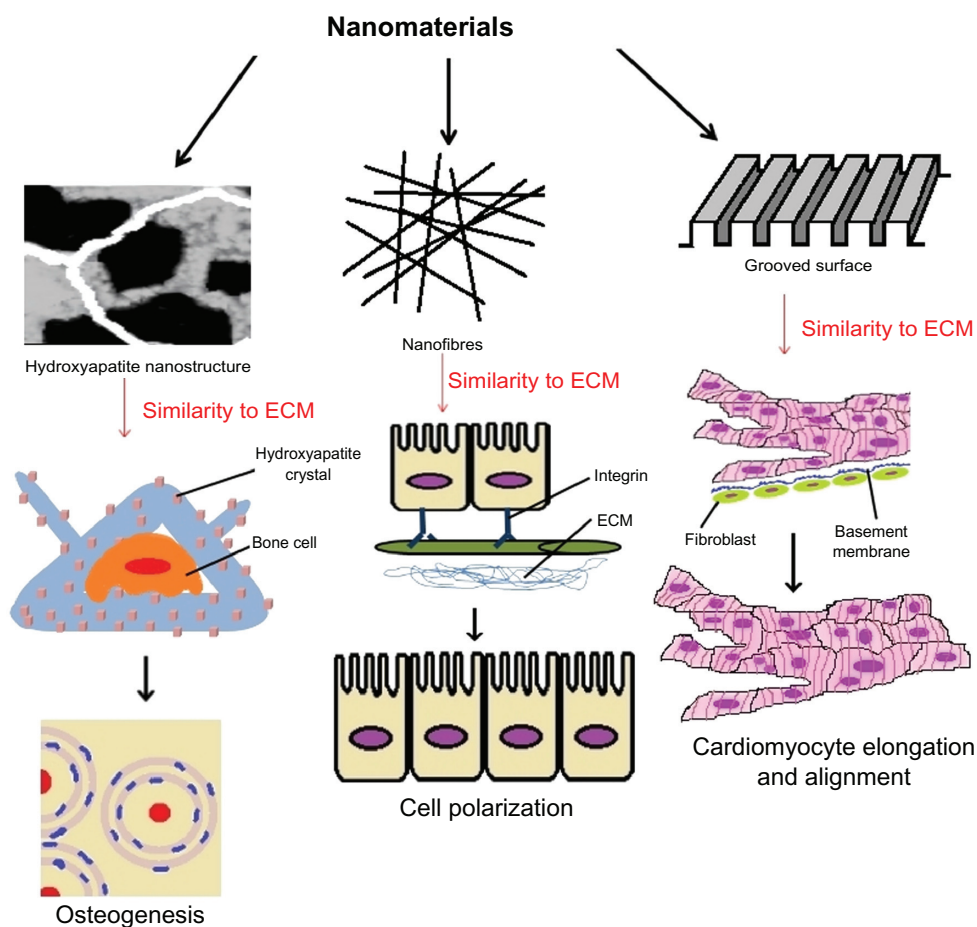 Nanomaterials
Hydroxyapatite nanostructure
Similarity to ECM
Hydroxyapatite
crystal
Bone cell
Osteogenesis
Nanofibres
Similarity to ECM
Integrin
ECM
Cell polarization
Grooved surface
Similarity to ECM
Fibroblast
Basement
membrane
Cardiomyocyte elongation
and alignment